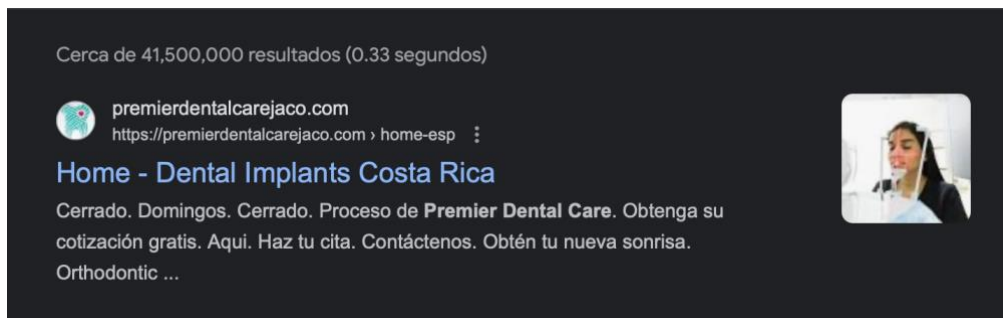 Cerca de 41,500,000 resultados (0.33 segundos)
premierdentalcarejaco.com
https://premierdentalcarejaco.com › home-esp
Home - Dental Implants Costa Rica
Cerrado. Domingos. Cerrado. Proceso de Premier Dental Care. Obtenga su
cotización gratis. Aqui. Haz tu cita. Contáctenos. Obtén tu nueva sonrisa.
Orthodontic ...